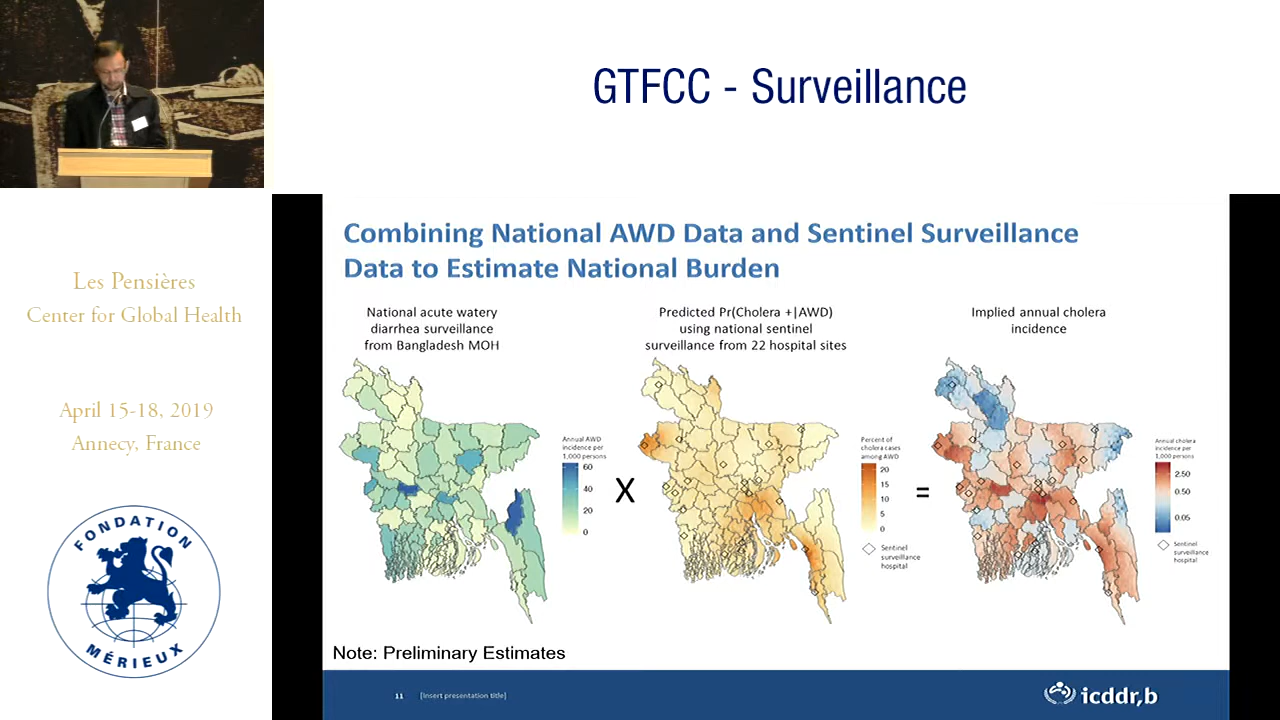 GTFCC - Surveillance
Les Pensières
Center for Global Health
April 15-18, 2019
Annecy, France
FONDATION
MÉRIEUX
Combining National AWD Data and Sentinel Surveillance
Data to Estimate National Burden
National acute watery
diarrhea surveillance
from Bangladesh MOH
Annual AWD
incidence per
1,000 persons
60
40
20
0
X
Predicted Pr(Cholera +|AWD)
using national sentinel
surveillance from 22 hospital sites
Percent of
cholera cases
among AWD
20
15
10
5
0
Sentinel
surveillance
hospital
=
Implied annual cholera
incidence
Annual cholera
incidence per
1,000 persons
2.50
0.50
0.05
Sentinel
surveillance
hospital
Note: Preliminary Estimates
11 [Insert presentation title]
icddr,b